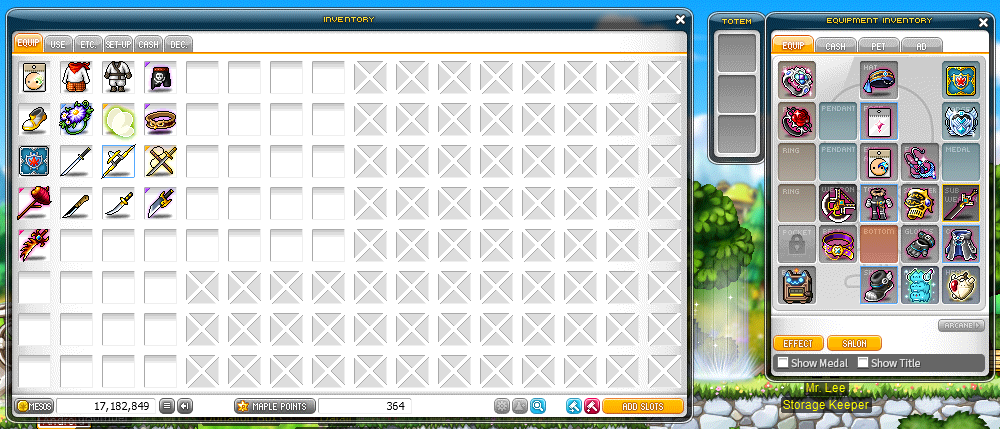 INVENTORY
EQUIP USE ETC. SET-UP CASH DEC.
MESOS 17,182,849 MAPLE POINTS 364 ADD SLOTS
TOTEM
EQUIPMENT INVENTORY
EQUIP CASH PET AD
HAT
PENDANT
RING PENDANT MEDAL
RING SUB
POCKET BELT BOTTOM GLOVES
ARCANE
EFFECT SALON
Show Medal Show Title
Mr. Lee
Storage Keeper